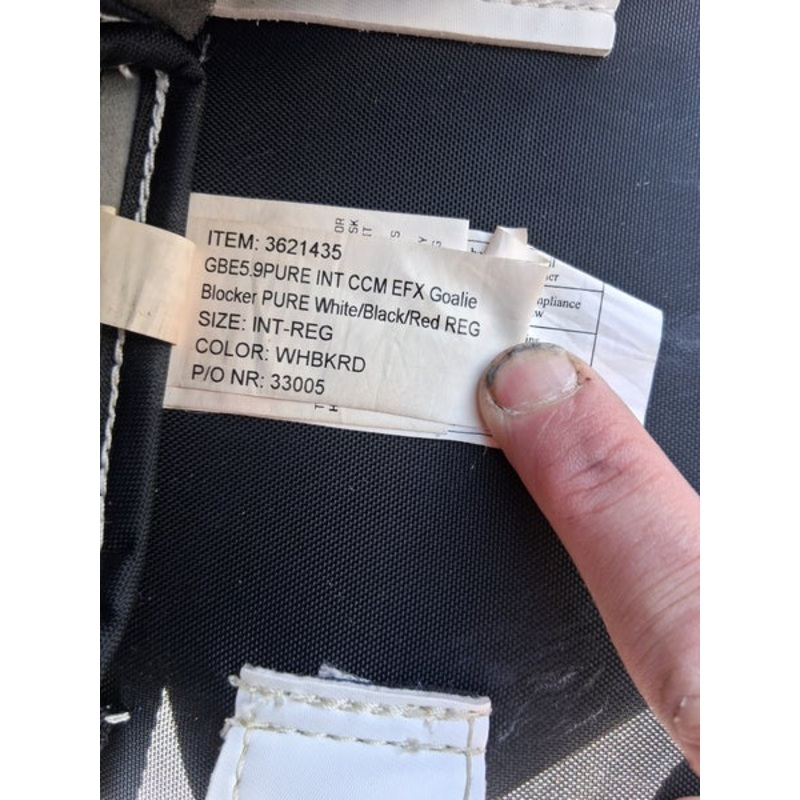 ITEM: 3621435
GBE5.9PURE INT CCM EFX Goalie
Blocker PURE White/Black/Red REG
SIZE: INT-REG
COLOR: WHBKRD
P/O NR: 33005